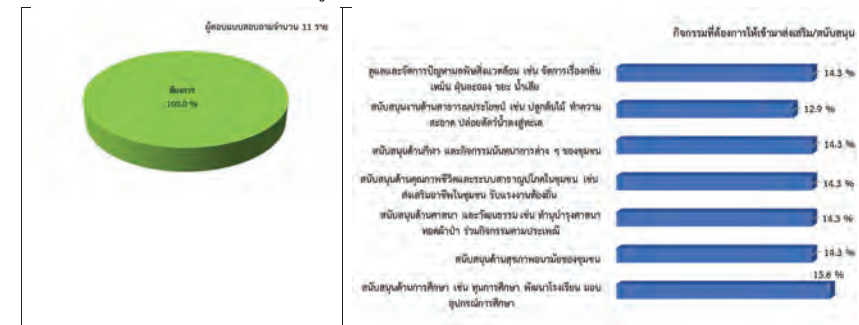 ผู้ตอบแบบสอบถามจำนวน 11 ราย
ต้องการ
100.0 %
กิจกรรมที่ต้องการให้เข้ามาส่งเสริม/สนับสนุน
ดูแลและจัดการปัญหามลพิษสิ่งแวดล้อม เช่น จัดการเรื่องกลิ่น
เหม็น ฝุ่นละออง ขยะ น้ำเสีย
14.3 %
สนับสนุนงานด้านสาธารณประโยชน์ เช่น ปลูกต้นไม้ ทำความ
สะอาด ปล่อยสัตว์น้ำลงสู่ทะเล
12.9 %
สนับสนุนด้านกีฬา และกิจกรรมนันทนาการต่าง ๆ ของชุมชน
14.3 %
สนับสนุนด้านคุณภาพชีวิตและระบบสาธารณูปโภคในชุมชน เช่น
ส่งเสริมอาชีพในชุมชน รับแรงงานท้องถิ่น
14.3 %
สนับสนุนด้านศาสนา และวัฒนธรรม เช่น ทำนุบำรุงศาสนา
ทอดผ้าป่า ร่วมกิจกรรมตามประเพณี
14.3 %
สนับสนุนด้านสุขภาพอนามัยของชุมชน
14.3 %
สนับสนุนด้านการศึกษา เช่น ทุนการศึกษา พัฒนาโรงเรียน มอบ
อุปกรณ์การศึกษา
15.6 %